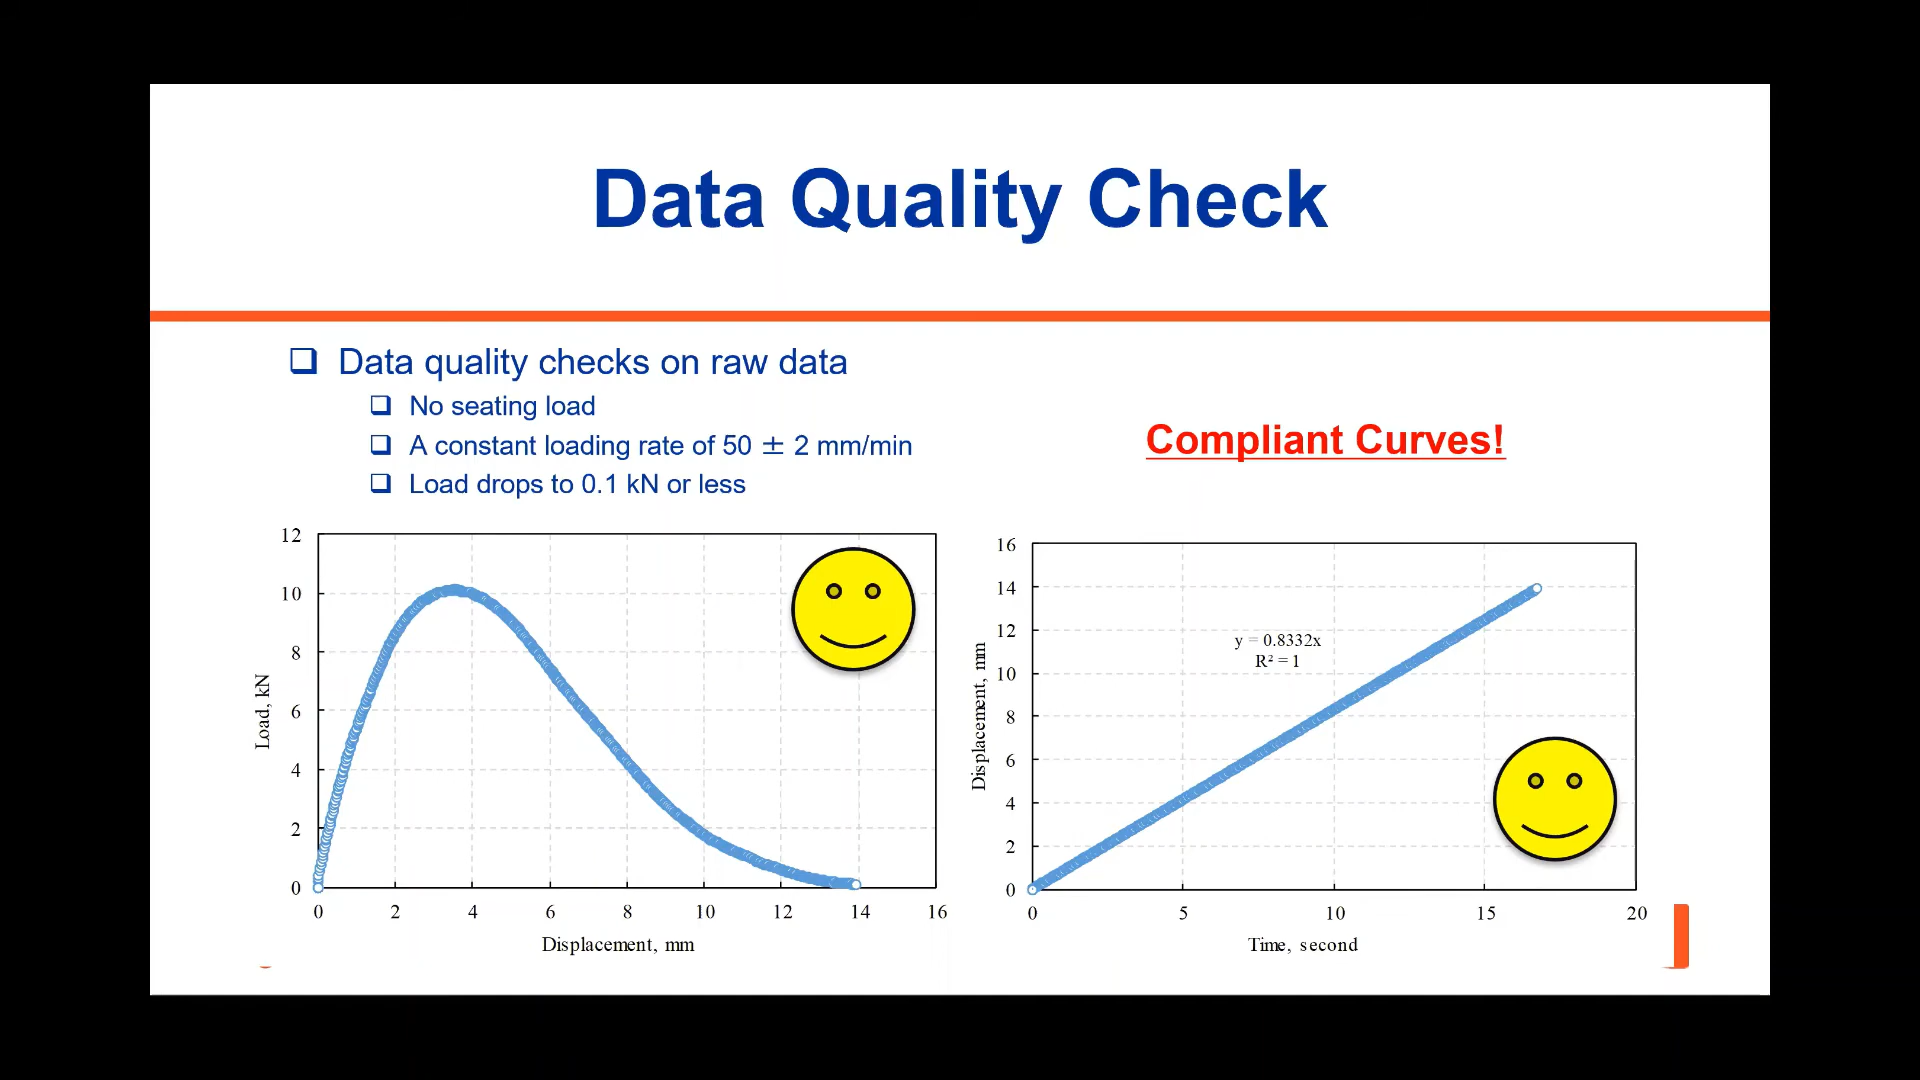 Data Quality Check
❑ Data quality checks on raw data
❑ No seating load
❑ A constant loading rate of 50 ± 2 mm/min
❑ Load drops to 0.1 kN or less
Compliant Curves!
12
10
8
6
4
2
0
Load, kN
0 2 4 6 8 10 12 14 16
Displacement, mm
16
14
12
10
8
6
4
2
0
Displacement, mm
y = 0.8332x
R² = 1
0 5 10 15 20
Time, second